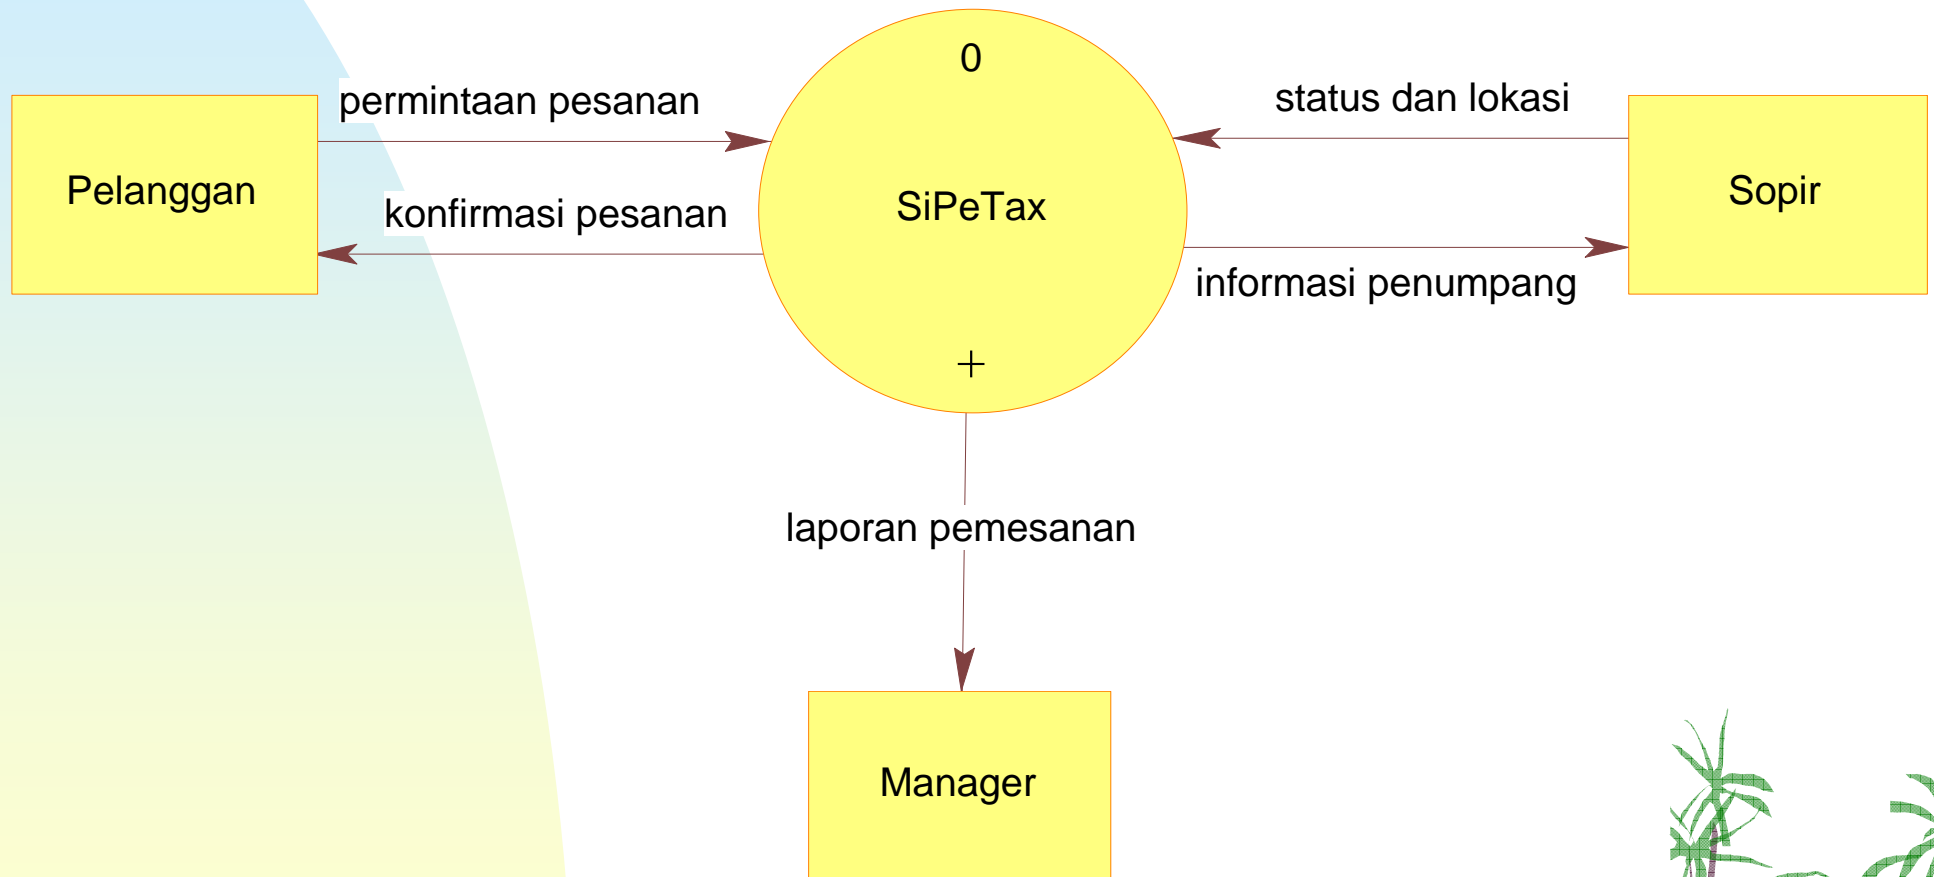 0
permintaan pesanan
status dan lokasi
Pelanggan
SiPeTax
Sopir
konfirmasi pesanan
informasi penumpang
+
laporan pemesanan
Manager